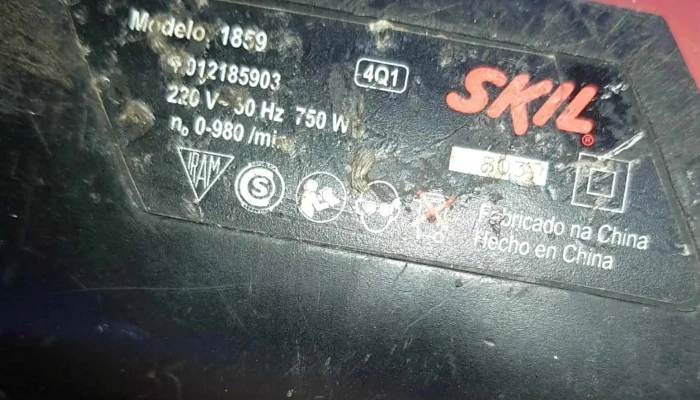 Modelo 1859
012185903
4Q1
220 V~ 50 Hz 750 W
n₀ 0-980 /min
SKIL
®
IRAM
S
Fabricado na China
Hecho en China